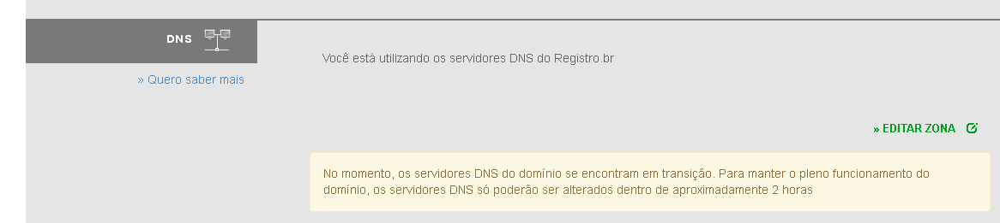 DNS
» Quero saber mais
Você está utilizando os servidores DNS do Registro.br
» EDITAR ZONA
No momento, os servidores DNS do domínio se encontram em transição. Para manter o pleno funcionamento do
domínio, os servidores DNS só poderão ser alterados dentro de aproximadamente 2 horas